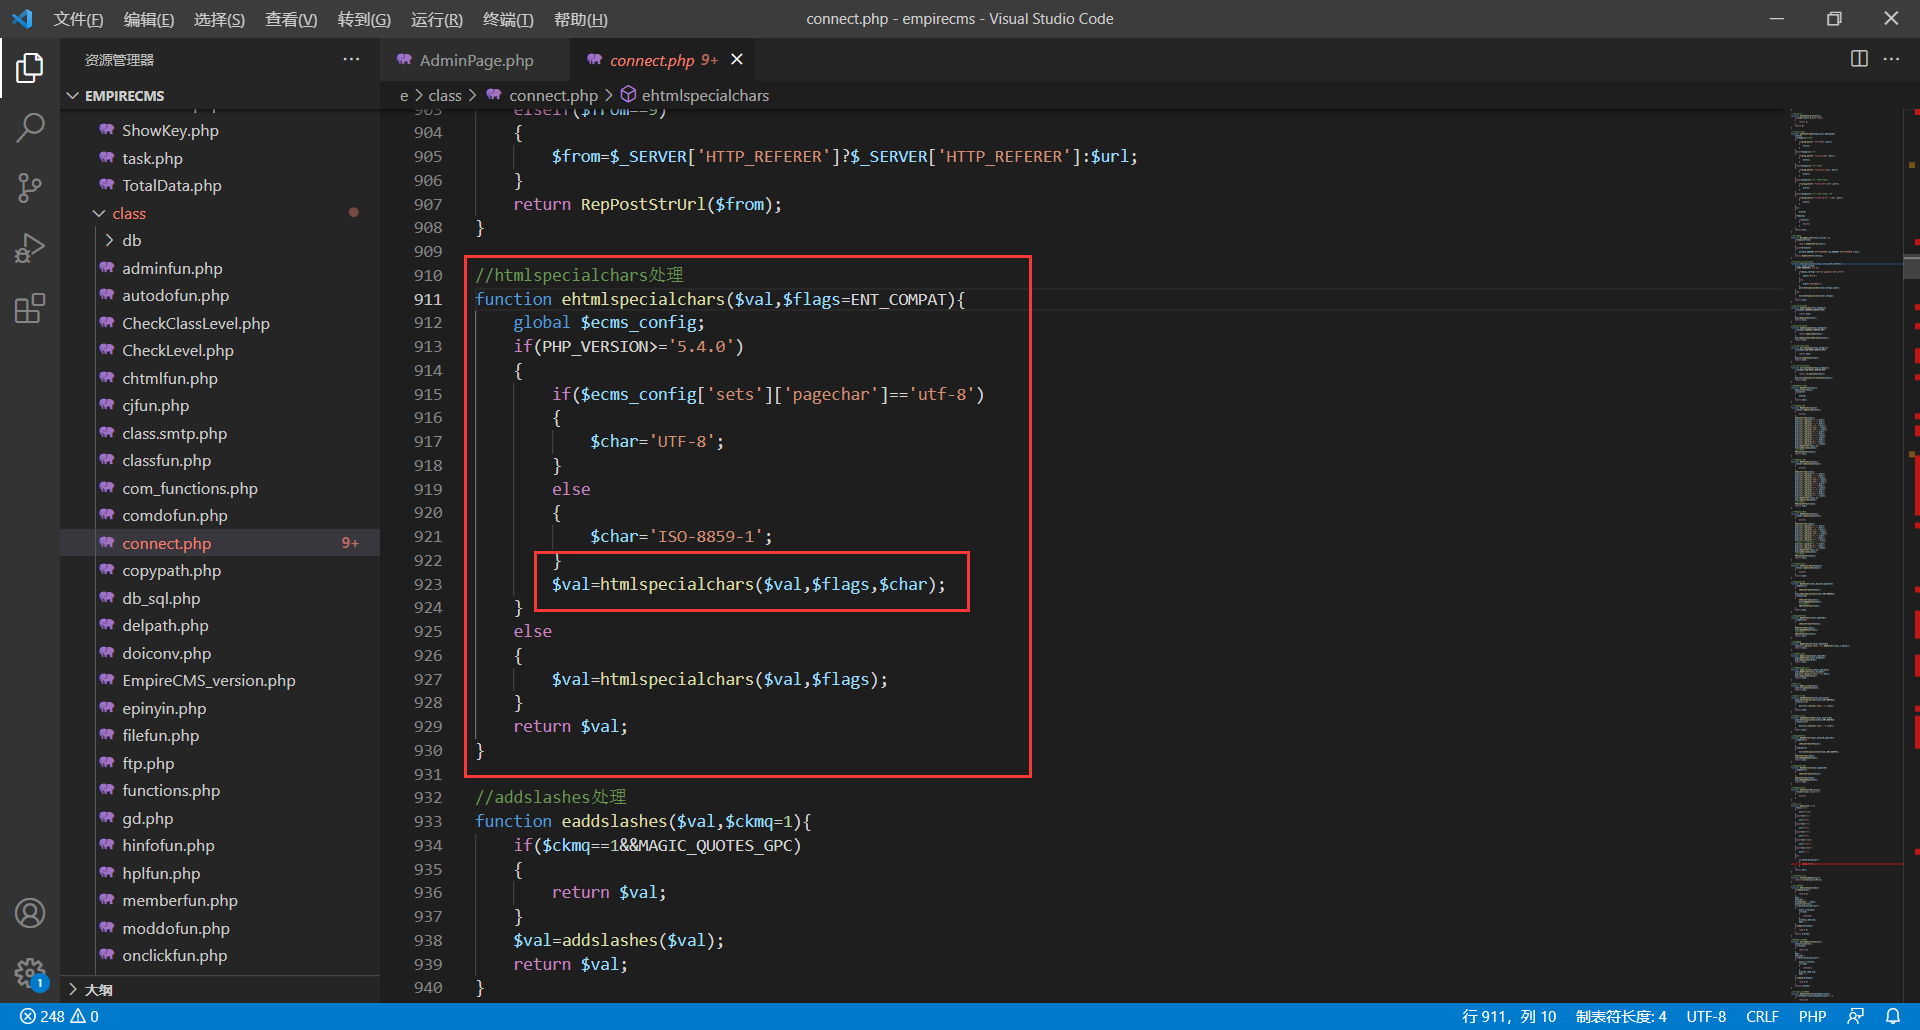 文件(F) 编辑(E) 选择(S) 查看(V) 转到(G) 运行(R) 终端(T) 帮助(H)
connect.php - empirecms - Visual Studio Code
资源管理器
EMPIRECMS
ShowKey.php
task.php
TotalData.php
class
db
adminfun.php
autodofun.php
CheckClassLevel.php
CheckLevel.php
chtmlfun.php
cjfun.php
class.smtp.php
classfun.php
com_functions.php
comdofun.php
connect.php 9+
copypath.php
db_sql.php
delpath.php
doiconv.php
EmpireCMS_version.php
epinyin.php
filefun.php
ftp.php
functions.php
gd.php
hinfofun.php
hplfun.php
memberfun.php
moddofun.php
onclickfun.php
大纲
AdminPage.php
connect.php 9+
e > class > connect.php > ehtmlspecialchars
903 elseif($from==9)
904 {
905 $from=$_SERVER['HTTP_REFERER']?$_SERVER['HTTP_REFERER']:$url;
906 }
907 return RepPostStrUrl($from);
908 }
909
910 //htmlspecialchars处理
911 function ehtmlspecialchars($val,$flags=ENT_COMPAT){
912 global $ecms_config;
913 if(PHP_VERSION>='5.4.0')
914 {
915 if($ecms_config['sets']['pagechar']=='utf-8')
916 {
917 $char='UTF-8';
918 }
919 else
920 {
921 $char='ISO-8859-1';
922 }
923 $val=htmlspecialchars($val,$flags,$char);
924 }
925 else
926 {
927 $val=htmlspecialchars($val,$flags);
928 }
929 return $val;
930 }
931
932 //addslashes处理
933 function eaddslashes($val,$ckmq=1){
934 if($ckmq==1&&MAGIC_QUOTES_GPC)
935 {
936 return $val;
937 }
938 $val=addslashes($val);
939 return $val;
940 }
1
248 0
行 911，列 10 制表符长度: 4 UTF-8 CRLF PHP